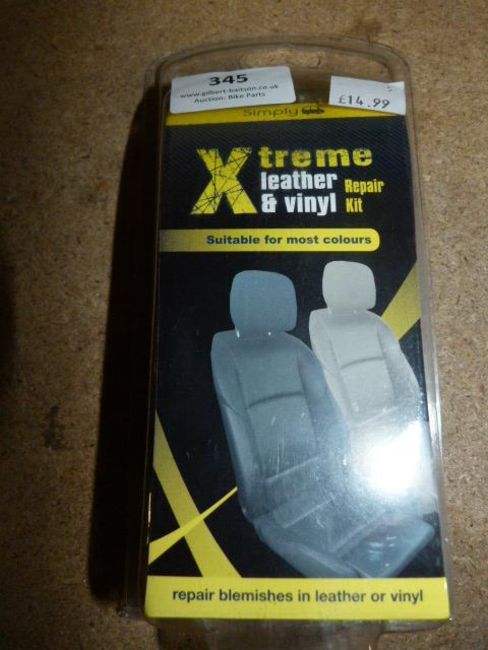 345
www.gilbert-baitson.co.uk
Auction: Bike Parts
£14.99
Simply
Xtreme
leather
& vinyl
Repair
Kit
Suitable for most colours
repair blemishes in leather or vinyl